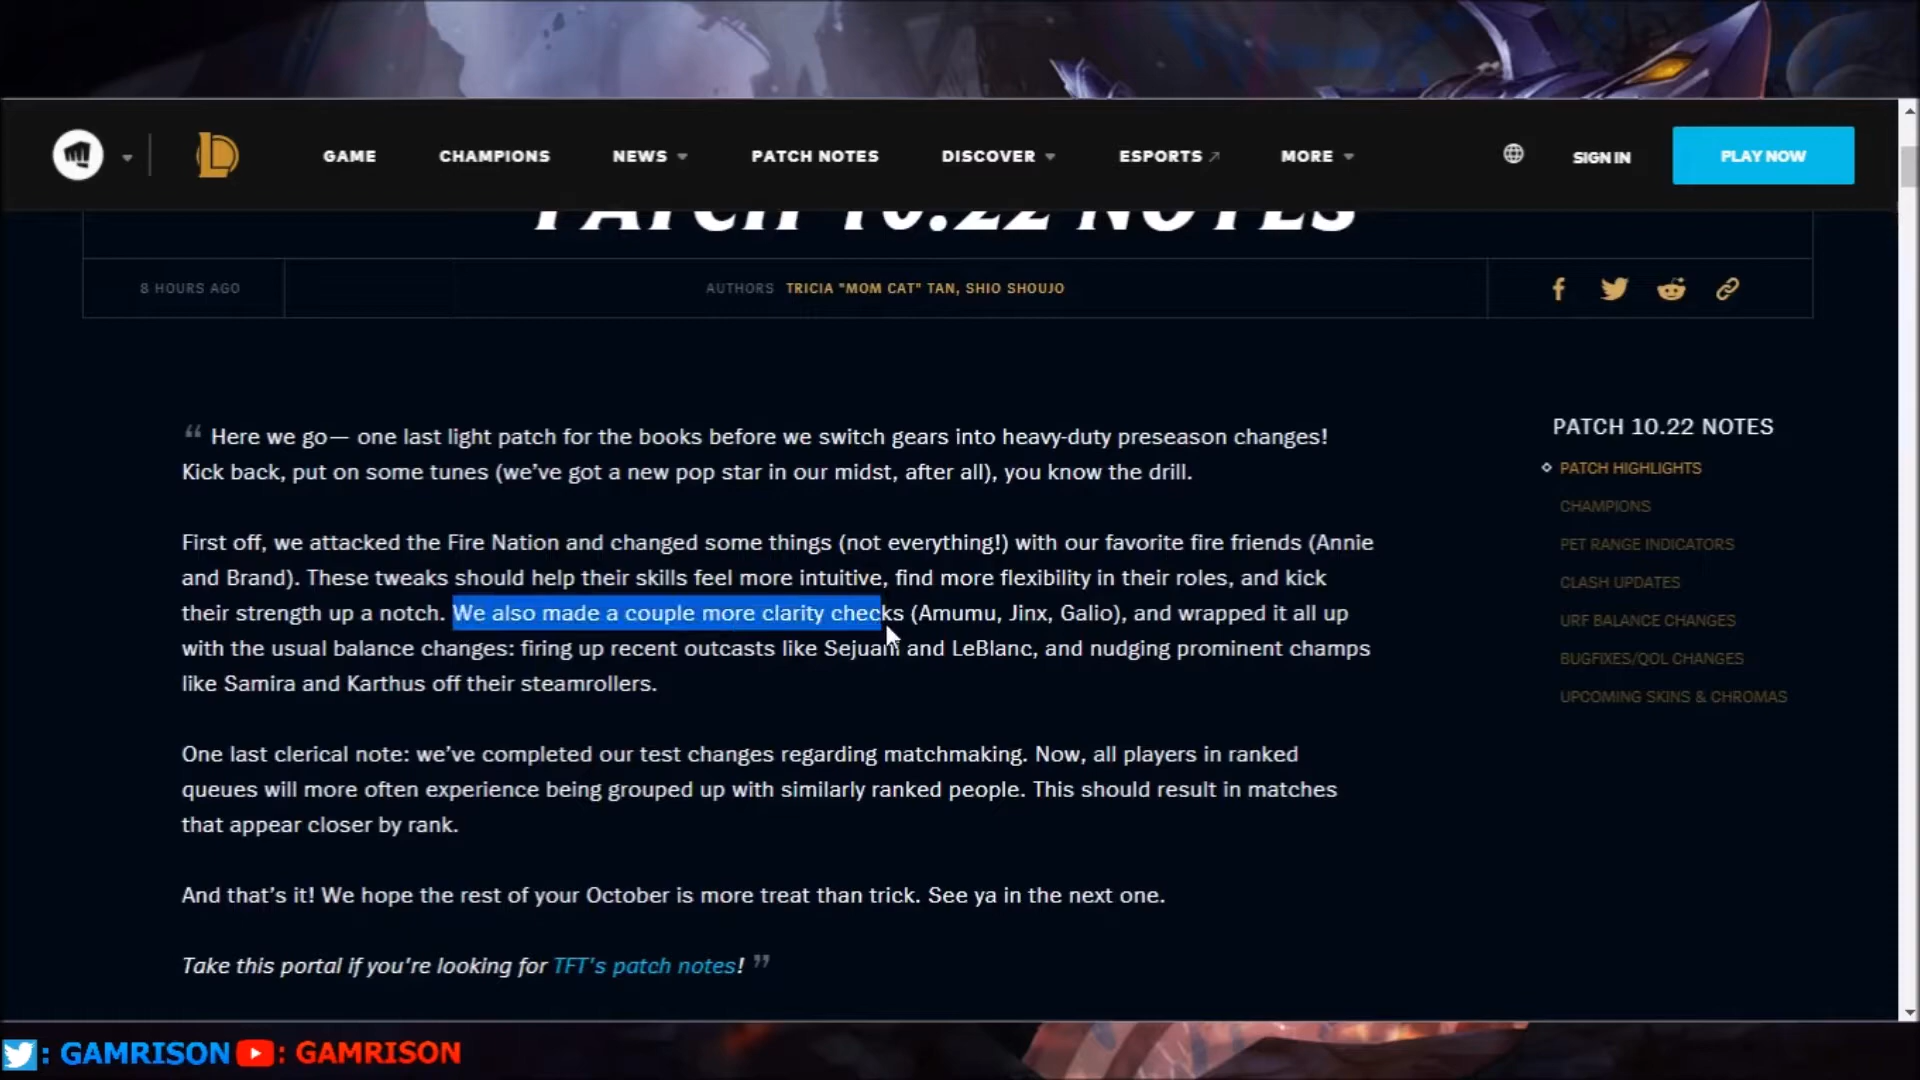 GAME CHAMPIONS NEWS PATCH NOTES DISCOVER ESPORTS MORE SIGN IN PLAY NOW
PATCH 10.22 NOTES
8 HOURS AGO AUTHORS TRICIA "MOM CAT" TAN, SHIO SHOUJO
“ Here we go— one last light patch for the books before we switch gears into heavy-duty preseason changes!
Kick back, put on some tunes (we’ve got a new pop star in our midst, after all), you know the drill.
First off, we attacked the Fire Nation and changed some things (not everything!) with our favorite fire friends (Annie
and Brand). These tweaks should help their skills feel more intuitive, find more flexibility in their roles, and kick
their strength up a notch. We also made a couple more clarity checks (Amumu, Jinx, Galio), and wrapped it all up
with the usual balance changes: firing up recent outcasts like Sejuani and LeBlanc, and nudging prominent champs
like Samira and Karthus off their steamrollers.
One last clerical note: we’ve completed our test changes regarding matchmaking. Now, all players in ranked
queues will more often experience being grouped up with similarly ranked people. This should result in matches
that appear closer by rank.
And that’s it! We hope the rest of your October is more treat than trick. See ya in the next one.
Take this portal if you’re looking for TFT’s patch notes! ”
PATCH 10.22 NOTES
PATCH HIGHLIGHTS
CHAMPIONS
PET RANGE INDICATORS
CLASH UPDATES
URF BALANCE CHANGES
BUGFIXES/QOL CHANGES
UPCOMING SKINS & CHROMAS
: GAMRISON : GAMRISON